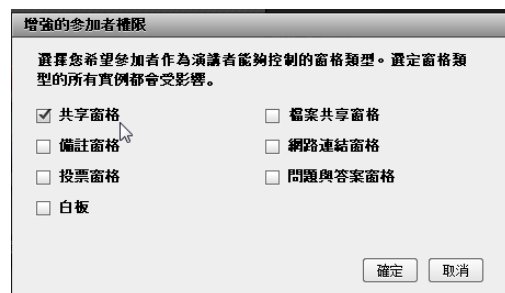 增強的參加者權限
選擇您希望參加者作為演講者能夠控制的窗格類型。選定窗格類
型的所有實例都會受影響。
共享窗格
檔案共享窗格
備註窗格
網路連結窗格
投票窗格
問題與答案窗格
白板
確定
取消